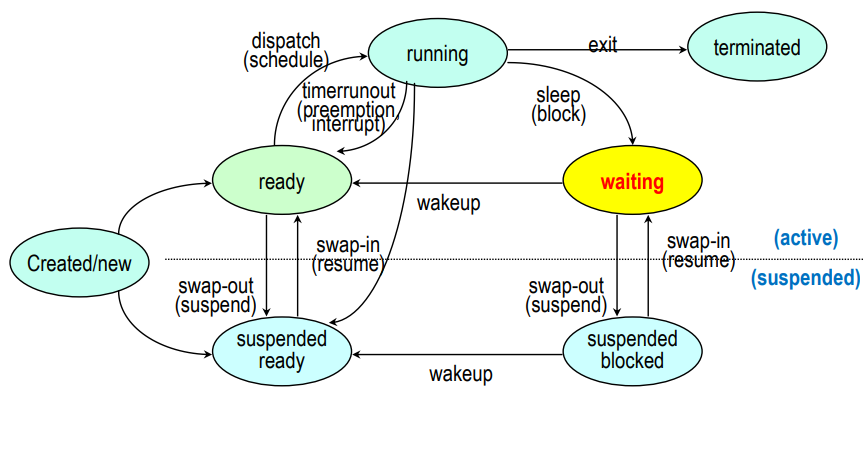 dispatch
(schedule)
running
exit
terminated
timerrunout
(preemption,
interrupt)
sleep
(block)
ready
waiting
wakeup
Created/new
swap-in
(resume)
swap-in
(resume)
(active)
(suspended)
swap-out
(suspend)
swap-out
(suspend)
suspended
ready
suspended
blocked
wakeup